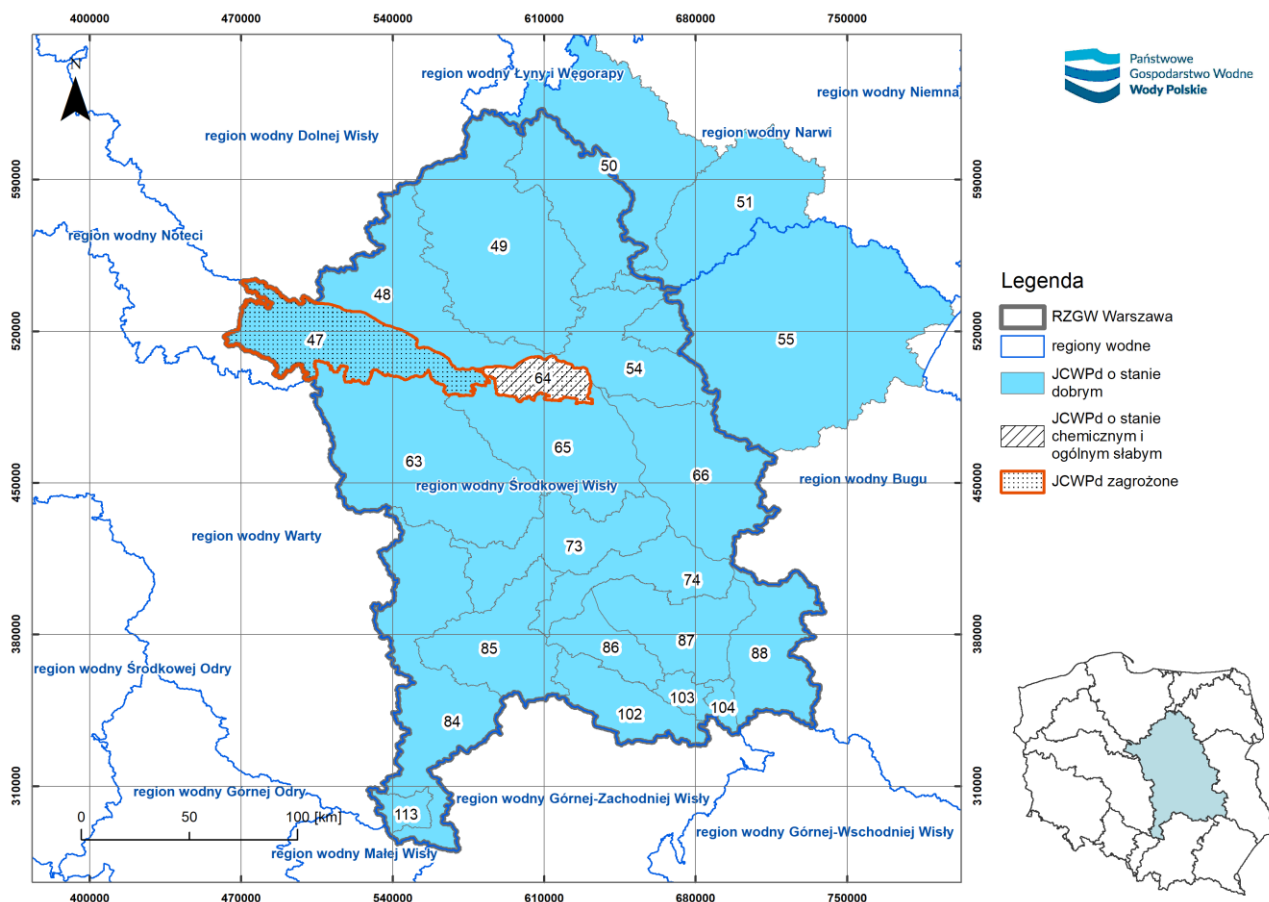 400000 470000 540000 610000 680000 750000
N
region wodny Łyny i Węgorapy
Państwowe
Gospodarstwo Wodne
Wody Polskie
region wodny Niemna
region wodny Dolnej Wisły
region wodny Narwi
590000
50
590000
51
region wodny Noteci
49
48
Legenda
RZGW Warszawa
regiony wodne
JCWPd o stanie
dobrym
JCWPd o stanie
chemicznym i
ogólnym słabym
JCWPd zagrożone
520000
47
55
520000
54
64
65
63
66
450000
region wodny Środkowej Wisły
region wodny Bugu
450000
region wodny Warty
73
74
380000
87
380000
85
86
88
region wodny Środkowej Odry
103
102
104
84
310000
region wodny Górnej Odry
region wodny Górnej-Zachodniej Wisły
310000
0 50 100 [km]
113
region wodny Górnej-Wschodniej Wisły
region wodny Małej Wisły
400000 470000 540000 610000 680000 750000